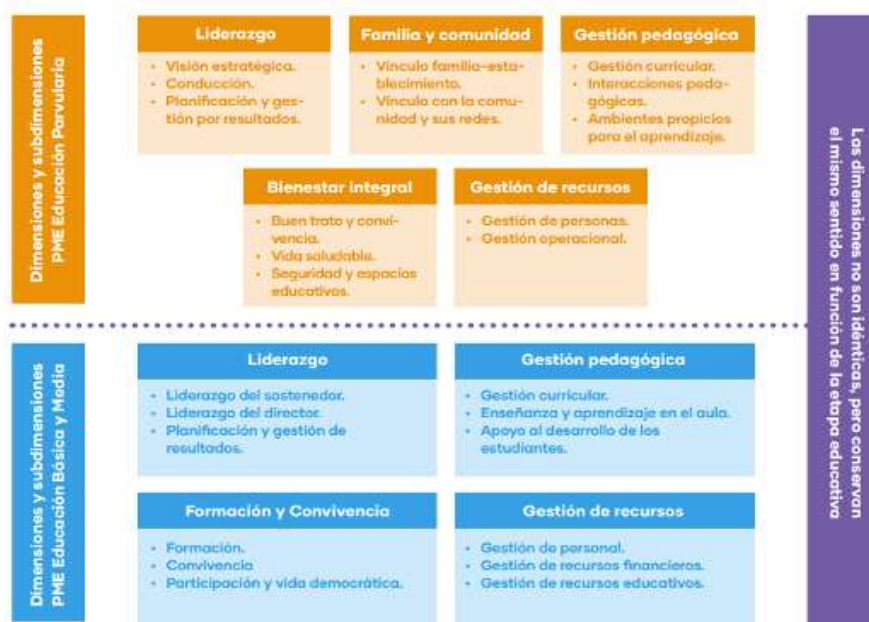 Dimensiones y subdimensiones
PME Educación Parvularia
Liderazgo
• Visión estratégica.
• Conducción.
• Planificación y ges-
tión por resultados.
Familia y comunidad
• Vínculo familia-esta-
blecimiento.
• Vínculo con la comu-
nidad y sus redes.
Gestión pedagógica
• Gestión curricular.
• Interacciones peda-
gógicas.
• Ambientes propicios
para el aprendizaje.
Bienestar integral
• Buen trato y convi-
vencia.
• Vida saludable.
• Seguridad y espacios
educativos.
Gestión de recursos
• Gestión de personas.
• Gestión operacional.
Dimensiones y subdimensiones
PME Educación Básica y Media
Liderazgo
• Liderazgo del sostenedor.
• Liderazgo del director.
• Planificación y gestión de
resultados.
Gestión pedagógica
• Gestión curricular.
• Enseñanza y aprendizaje en el aula.
• Apoyo al desarrollo de los
estudiantes.
Formación y Convivencia
• Formación.
• Convivencia
• Participación y vida democrática.
Gestión de recursos
• Gestión de personal.
• Gestión de recursos financieros.
• Gestión de recursos educativos.
Las dimensiones no son idénticas, pero conservan
el mismo sentido en función de la etapa educativa